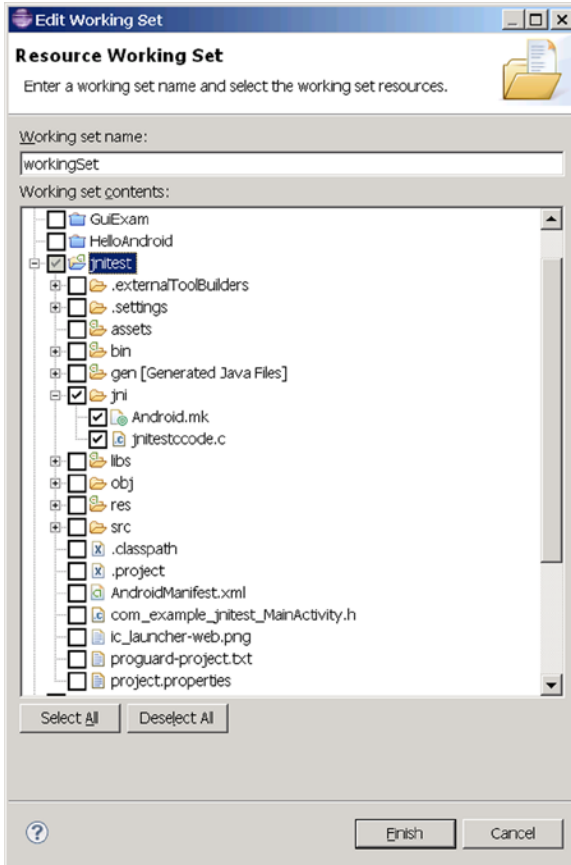 Edit Working Set
Resource Working Set
Enter a working set name and select the working set resources.
Working set name:
workingSet
Working set contents:
GuiExam
HelloAndroid
jnitest
.externalToolBuilders
.settings
assets
bin
gen [Generated Java Files]
jni
Android.mk
jnitestccode.c
libs
obj
res
src
.classpath
.project
AndroidManifest.xml
com_example_jnitest_MainActivity.h
ic_launcher-web.png
proguard-project.txt
project.properties
Select All
Deselect All
Finish
Cancel